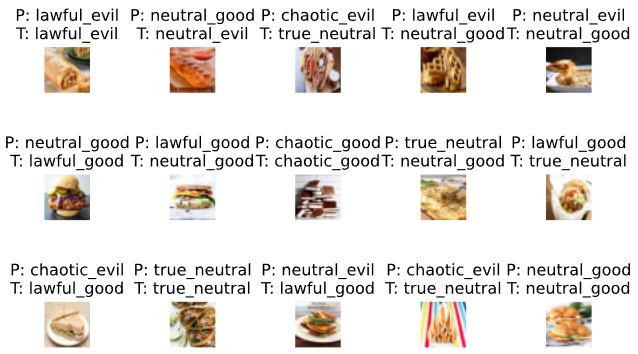 P: lawful_evil
T: lawful_evil
P: neutral_good
T: neutral_evil
P: chaotic_evil
T: true_neutral
P: lawful_evil
T: neutral_good
P: neutral_evil
T: neutral_good
P: neutral_good
T: lawful_good
P: lawful_good
T: neutral_good
P: chaotic_good
T: chaotic_good
P: true_neutral
T: neutral_good
P: lawful_good
T: true_neutral
P: chaotic_evil
T: lawful_good
P: true_neutral
T: true_neutral
P: neutral_evil
T: lawful_good
P: chaotic_evil
T: true_neutral
P: neutral_good
T: neutral_good